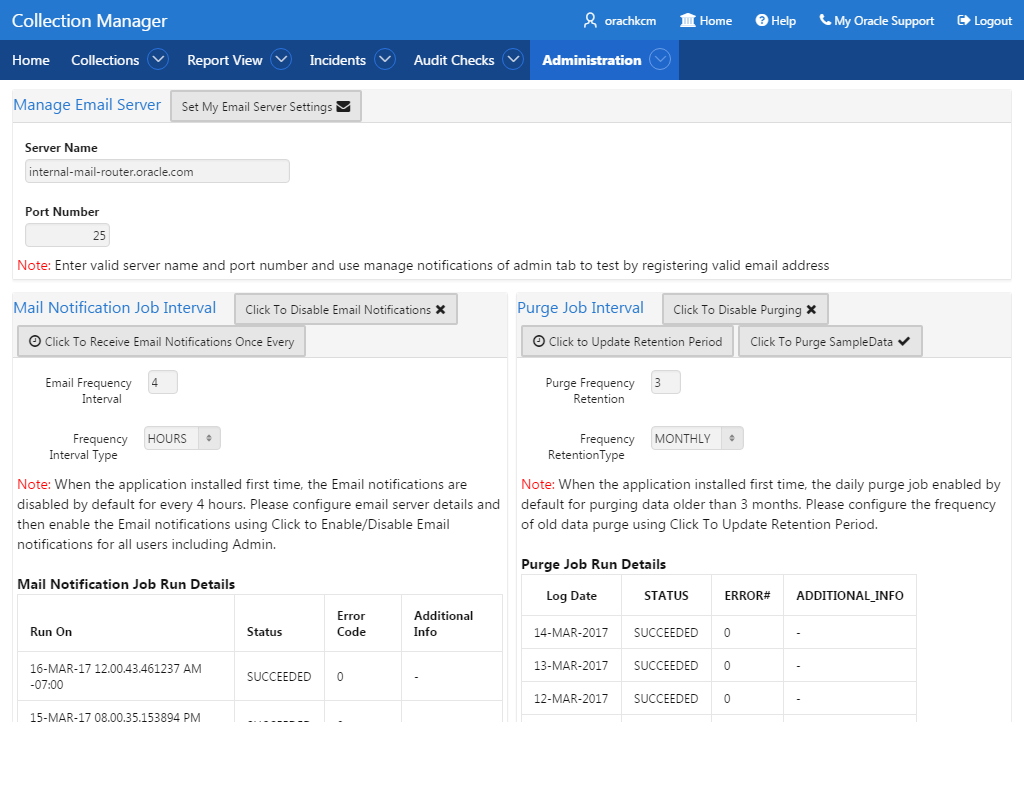 Collection Manager
orachkcm Home Help My Oracle Support Logout
Home Collections Report View Incidents Audit Checks Administration
Manage Email Server Set My Email Server Settings
Server Name
internal-mail-router.oracle.com
Port Number
25
Note: Enter valid server name and port number and use manage notifications of admin tab to test by registering valid email address
Mail Notification Job Interval Click To Disable Email Notifications
Click To Receive Email Notifications Once Every
Email Frequency 4
Interval
Frequency HOURS
Interval Type
Note: When the application installed first time, the Email notifications are
disabled by default for every 4 hours. Please configure email server details and
then enable the Email notifications using Click to Enable/Disable Email
notifications for all users including Admin.
Mail Notification Job Run Details
Run On Status Error Code Additional Info
16-MAR-17 12.00.43.461237 AM
-07:00 SUCCEEDED 0 -
15-MAR-17 08.00.35.153894 PM
Purge Job Interval Click To Disable Purging
Click to Update Retention Period Click To Purge SampleData
Purge Frequency 3
Retention
Frequency MONTHLY
RetentionType
Note: When the application installed first time, the daily purge job enabled by
default for purging data older than 3 months. Please configure the frequency
of old data purge using Click To Update Retention Period.
Purge Job Run Details
Log Date STATUS ERROR# ADDITIONAL_INFO
14-MAR-2017 SUCCEEDED 0 -
13-MAR-2017 SUCCEEDED 0 -
12-MAR-2017 SUCCEEDED 0 -